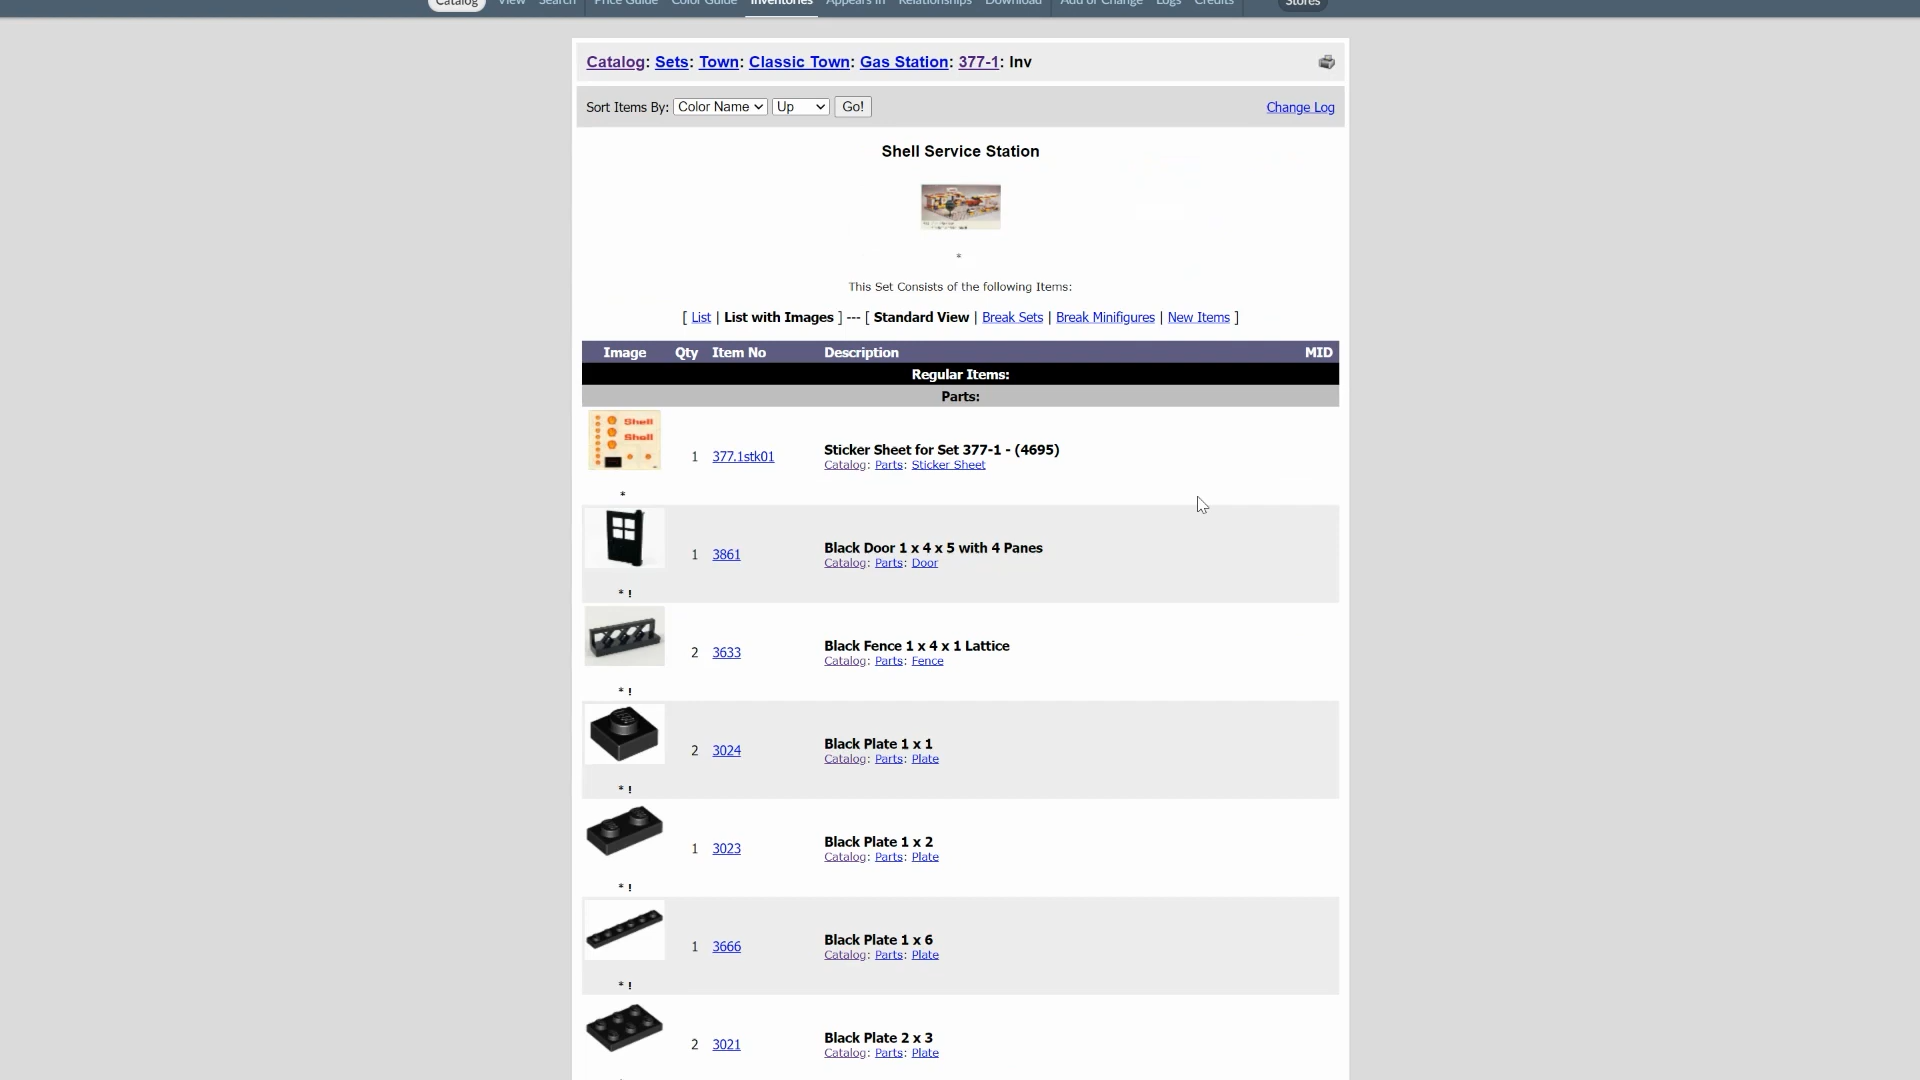 Catalog View Search Price Guide Color Guide Inventories Appears In Relationships Download Add or Change Logs Credits Stores
Catalog: Sets: Town: Classic Town: Gas Station: 377-1: Inv
Sort Items By: Color Name Up Go! Change Log
Shell Service Station
*
This Set Consists of the following Items:
[ List | List with Images ] --- [ Standard View | Break Sets | Break Minifigures | New Items ]
Image Qty Item No Description MID
Regular Items:
Parts:
Shell
Shell
1 377.1stk01 Sticker Sheet for Set 377-1 - (4695)
Catalog: Parts: Sticker Sheet
*
1 3861 Black Door 1 x 4 x 5 with 4 Panes
Catalog: Parts: Door
* !
2 3633 Black Fence 1 x 4 x 1 Lattice
Catalog: Parts: Fence
* !
2 3024 Black Plate 1 x 1
Catalog: Parts: Plate
* !
1 3023 Black Plate 1 x 2
Catalog: Parts: Plate
* !
1 3666 Black Plate 1 x 6
Catalog: Parts: Plate
* !
2 3021 Black Plate 2 x 3
Catalog: Parts: Plate